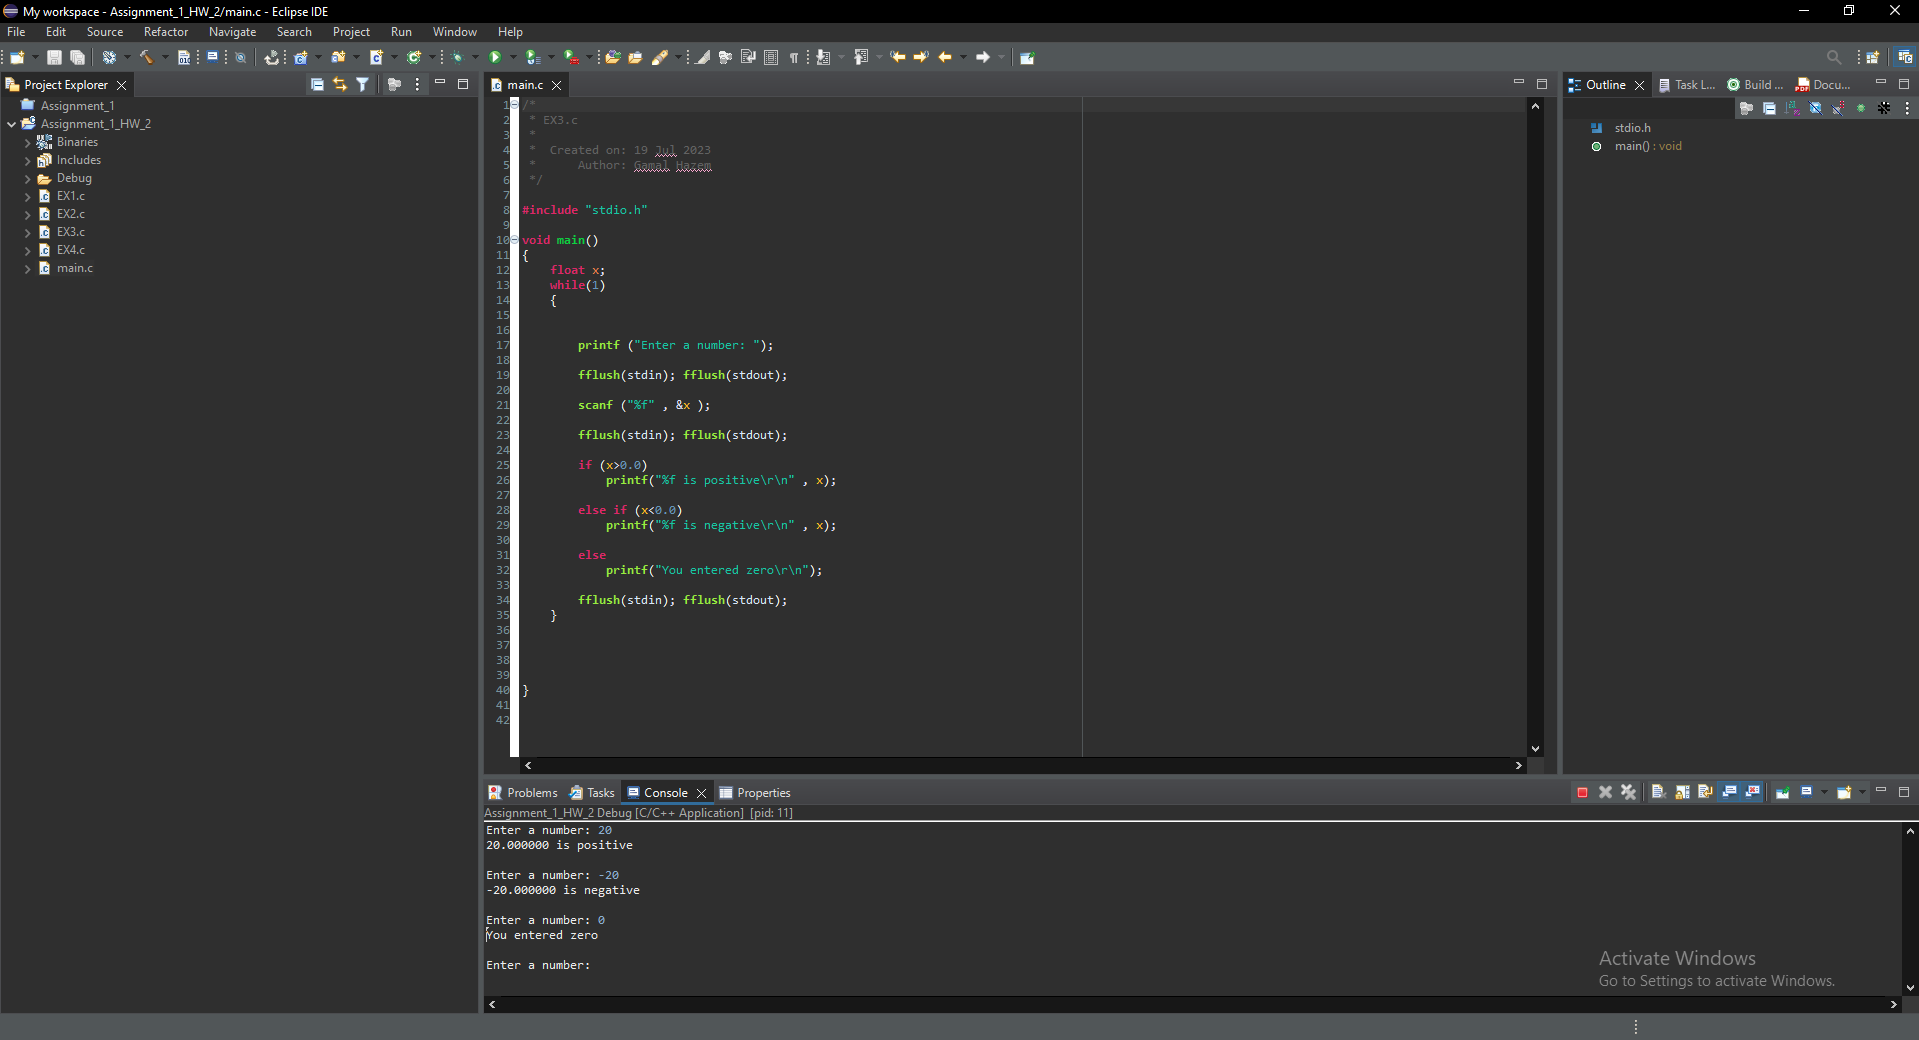 My workspace - Assignment_1_HW_2/main.c - Eclipse IDE
File Edit Source Refactor Navigate Search Project Run Window Help
Project Explorer
Assignment_1
Assignment_1_HW_2
Binaries
Includes
Debug
EX1.c
EX2.c
EX3.c
EX4.c
main.c
main.c
1 /*
2 * EX3.c
3 *
4 * Created on: 19 Jul 2023
5 * Author: Gamal Hazem
6 */
7
8 #include "stdio.h"
9
10 void main()
11 {
12 float x;
13 while(1)
14 {
15
16
17 printf ("Enter a number: ");
18
19 fflush(stdin); fflush(stdout);
20
21 scanf ("%f" , &x );
22
23 fflush(stdin); fflush(stdout);
24
25 if (x>0.0)
26 printf("%f is positive\r\n" , x);
27
28 else if (x<0.0)
29 printf("%f is negative\r\n" , x);
30
31 else
32 printf("You entered zero\r\n");
33
34 fflush(stdin); fflush(stdout);
35 }
36
37
38
39
40 }
41
42
Outline Task L... Build ... Docu...
stdio.h
main() : void
Problems Tasks Console Properties
Assignment_1_HW_2 Debug [C/C++ Application] [pid: 11]
Enter a number: 20
20.000000 is positive
Enter a number: -20
-20.000000 is negative
Enter a number: 0
You entered zero
Enter a number:
Activate Windows
Go to Settings to activate Windows.